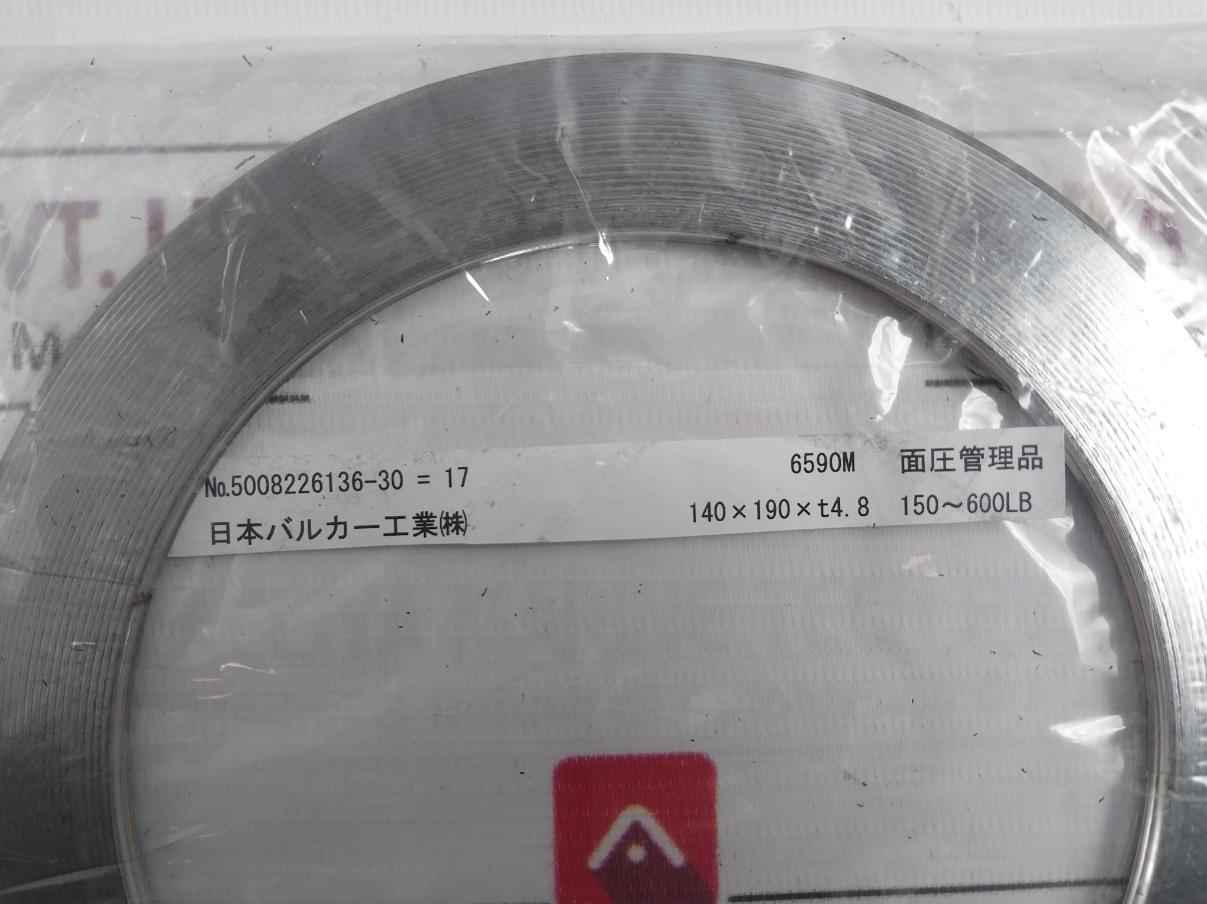 No.5008226136-30 = 17
6590M 面圧管理品
日本バルカー工業㈱
140×190×t4.8 150～600LB